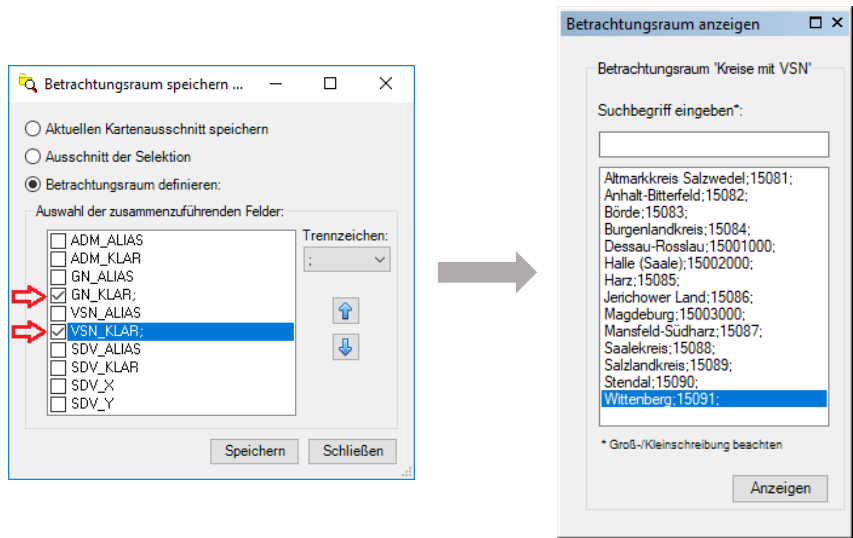 Betrachtungsraum speichern ...
Aktuellen Kartenausschnitt speichern
Ausschnitt der Selektion
Betrachtungsraum definieren:
Auswahl der zusammenzuführenden Felder:
ADM_ALIAS
ADM_KLAR
GN_ALIAS
GN_KLAR;
VSN_ALIAS
VSN_KLAR;
SDV_ALIAS
SDV_KLAR
SDV_X
SDV_Y
Trennzeichen:
;
Speichern
Schließen
Betrachtungsraum anzeigen
Betrachtungsraum 'Kreise mit VSN'
Suchbegriff eingeben*:
Altmarkkreis Salzwedel;15081;
Anhalt-Bitterfeld;15082;
Börde;15083;
Burgenlandkreis;15084;
Dessau-Rosslau;15001000;
Halle (Saale);15002000;
Harz;15085;
Jerichower Land;15086;
Magdeburg;15003000;
Mansfeld-Südharz;15087;
Saalekreis;15088;
Salzlandkreis;15089;
Stendal;15090;
Wittenberg;15091;
* Groß-/Kleinschreibung beachten
Anzeigen